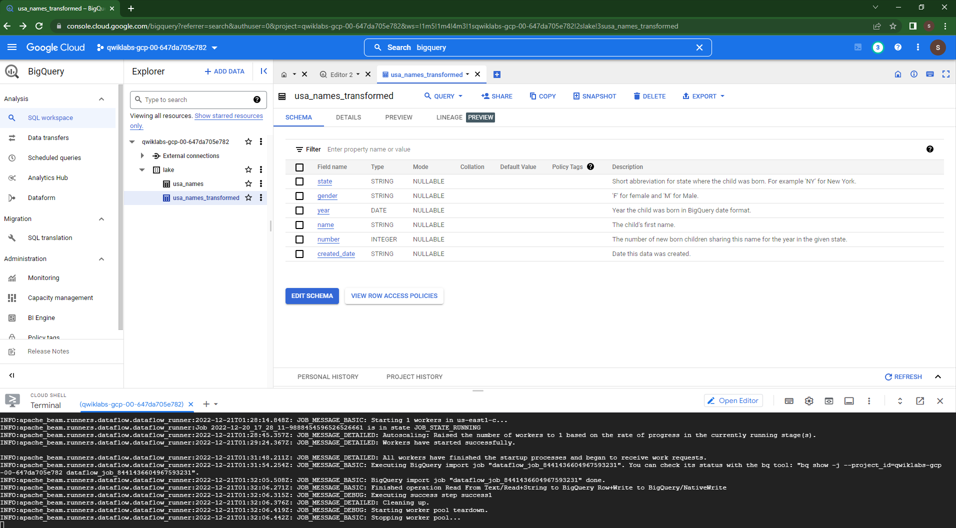 usa_names_transformed – BigQu
console.cloud.google.com/bigquery?referrer=search&authuser=0&project=qwiklabs-gcp-00-647da705e782&ws=!1m5!1m4!4m3!1sqwiklabs-gcp-00-647da705e782!2slake!3susa_names_transformed
Google Cloud
qwiklabs-gcp-00-647da705e782
Search bigquery
3
S
BigQuery
Explorer
+ ADD DATA
Editor 2
usa_names_transformed
Analysis
SQL workspace
Data transfers
Scheduled queries
Analytics Hub
Dataform
Migration
SQL translation
Administration
Monitoring
Capacity management
BI Engine
Policy tags
Release Notes
Type to search
Viewing all resources. Show starred resources only.
qwiklabs-gcp-00-647da705e782
External connections
lake
usa_names
usa_names_transformed
usa_names_transformed
QUERY
SHARE
COPY
SNAPSHOT
DELETE
EXPORT
SCHEMA
DETAILS
PREVIEW
LINEAGE
PREVIEW
Filter Enter property name or value
Field name Type Mode Collation Default Value Policy Tags Description
state STRING NULLABLE Short abbreviation for state where the child was born. For example 'NY' for New York.
gender STRING NULLABLE 'F' for female and 'M' for Male.
year DATE NULLABLE Year the child was born in BigQuery date format.
name STRING NULLABLE The child's first name.
number INTEGER NULLABLE The number of new born children sharing this name for the year in the given state.
created_date STRING NULLABLE Date this data was created.
EDIT SCHEMA
VIEW ROW ACCESS POLICIES
PERSONAL HISTORY
PROJECT HISTORY
REFRESH
CLOUD SHELL
Terminal
(qwiklabs-gcp-00-647da705e782)
Open Editor
INFO:apache_beam.runners.dataflow.dataflow_runner:2022-12-21T01:28:14.848Z: JOB_MESSAGE_BASIC: Starting 1 workers in us-east1-c...
INFO:apache_beam.runners.dataflow.dataflow_runner:Job 2022-12-20_17_28_11-9888454596526526661 is in state JOB_STATE_RUNNING
INFO:apache_beam.runners.dataflow.dataflow_runner:2022-12-21T01:28:45.357Z: JOB_MESSAGE_DETAILED: Autoscaling: Raised the number of workers to 1 based on the rate of progress in the currently running stage(s).
INFO:apache_beam.runners.dataflow.dataflow_runner:2022-12-21T01:29:24.367Z: JOB_MESSAGE_DETAILED: Workers have started successfully.
INFO:apache_beam.runners.dataflow.dataflow_runner:2022-12-21T01:31:48.211Z: JOB_MESSAGE_DETAILED: All workers have finished the startup processes and began to receive work requests.
INFO:apache_beam.runners.dataflow.dataflow_runner:2022-12-21T01:31:54.254Z: JOB_MESSAGE_BASIC: Executing BigQuery import job "dataflow_job_8441436604967593231". You can check its status with the bq tool: "bq show -j --project_id=qwiklabs-gcp
-00-647da705e782 dataflow_job_8441436604967593231".
INFO:apache_beam.runners.dataflow.dataflow_runner:2022-12-21T01:32:05.508Z: JOB_MESSAGE_BASIC: BigQuery import job "dataflow_job_8441436604967593231" done.
INFO:apache_beam.runners.dataflow.dataflow_runner:2022-12-21T01:32:06.271Z: JOB_MESSAGE_BASIC: Finished operation Read From Text/Read+String to BigQuery Row+Write to BigQuery/NativeWrite
INFO:apache_beam.runners.dataflow.dataflow_runner:2022-12-21T01:32:06.315Z: JOB_MESSAGE_DEBUG: Executing success step success1
INFO:apache_beam.runners.dataflow.dataflow_runner:2022-12-21T01:32:06.376Z: JOB_MESSAGE_DETAILED: Cleaning up.
INFO:apache_beam.runners.dataflow.dataflow_runner:2022-12-21T01:32:06.419Z: JOB_MESSAGE_DEBUG: Starting worker pool teardown.
INFO:apache_beam.runners.dataflow.dataflow_runner:2022-12-21T01:32:06.442Z: JOB_MESSAGE_BASIC: Stopping worker pool...